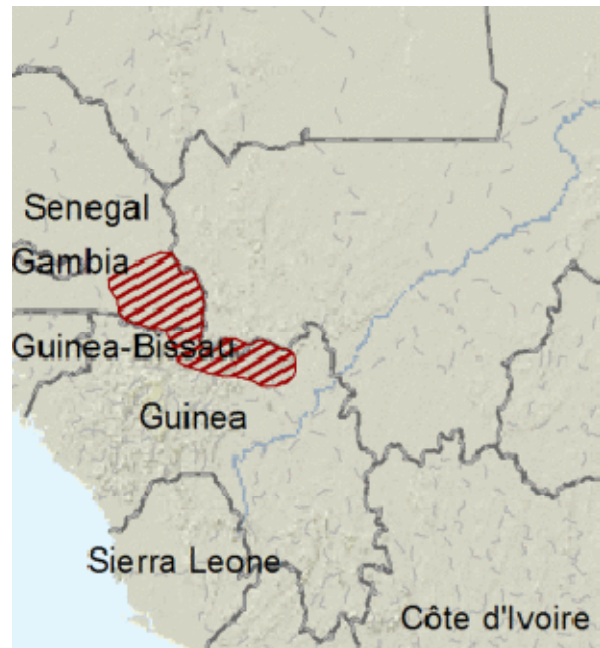 Senegal
Gambia
Guinea-Bissau
Guinea
Sierra Leone
Côte d'Ivoire